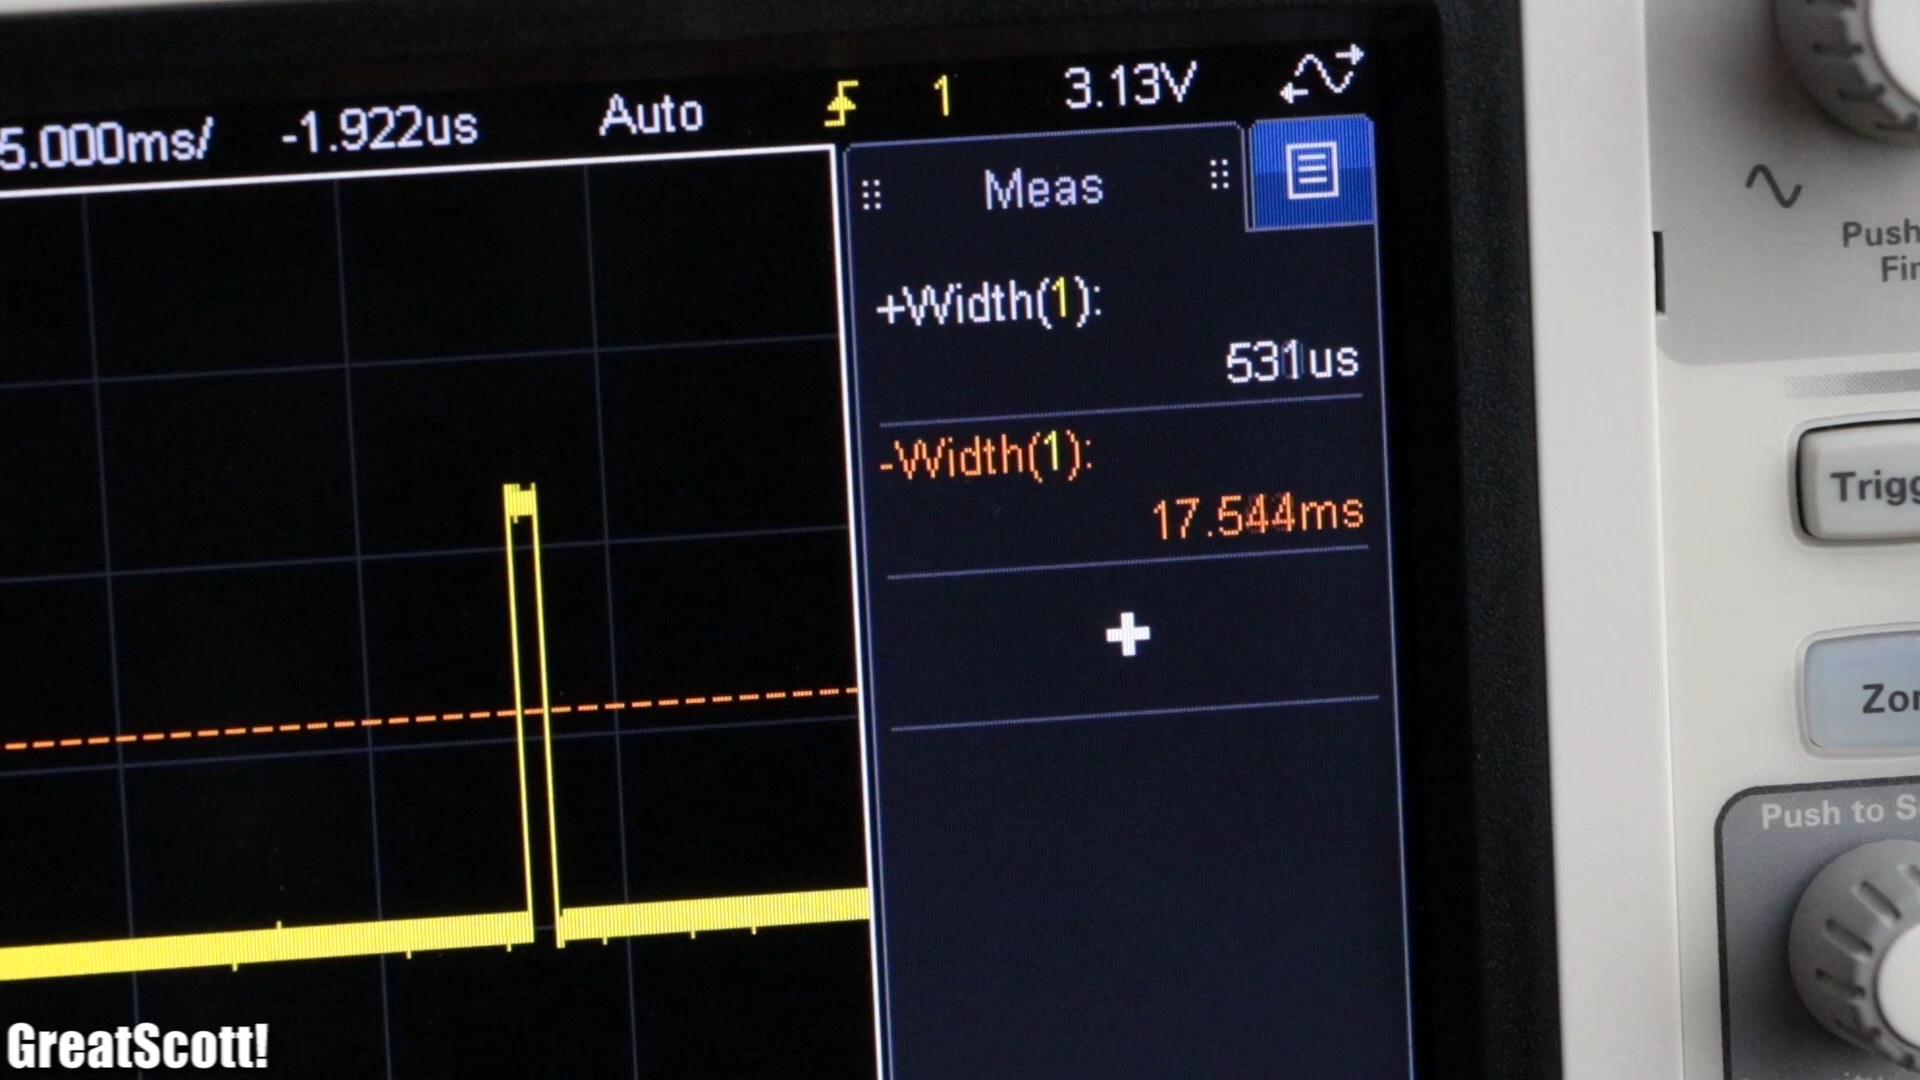 5.000ms/ -1.922us Auto 1 3.13V
Meas
+Width(1):
531us
-Width(1):
17.544ms
Push
Trigg
Zo
Push to S
GreatScott!